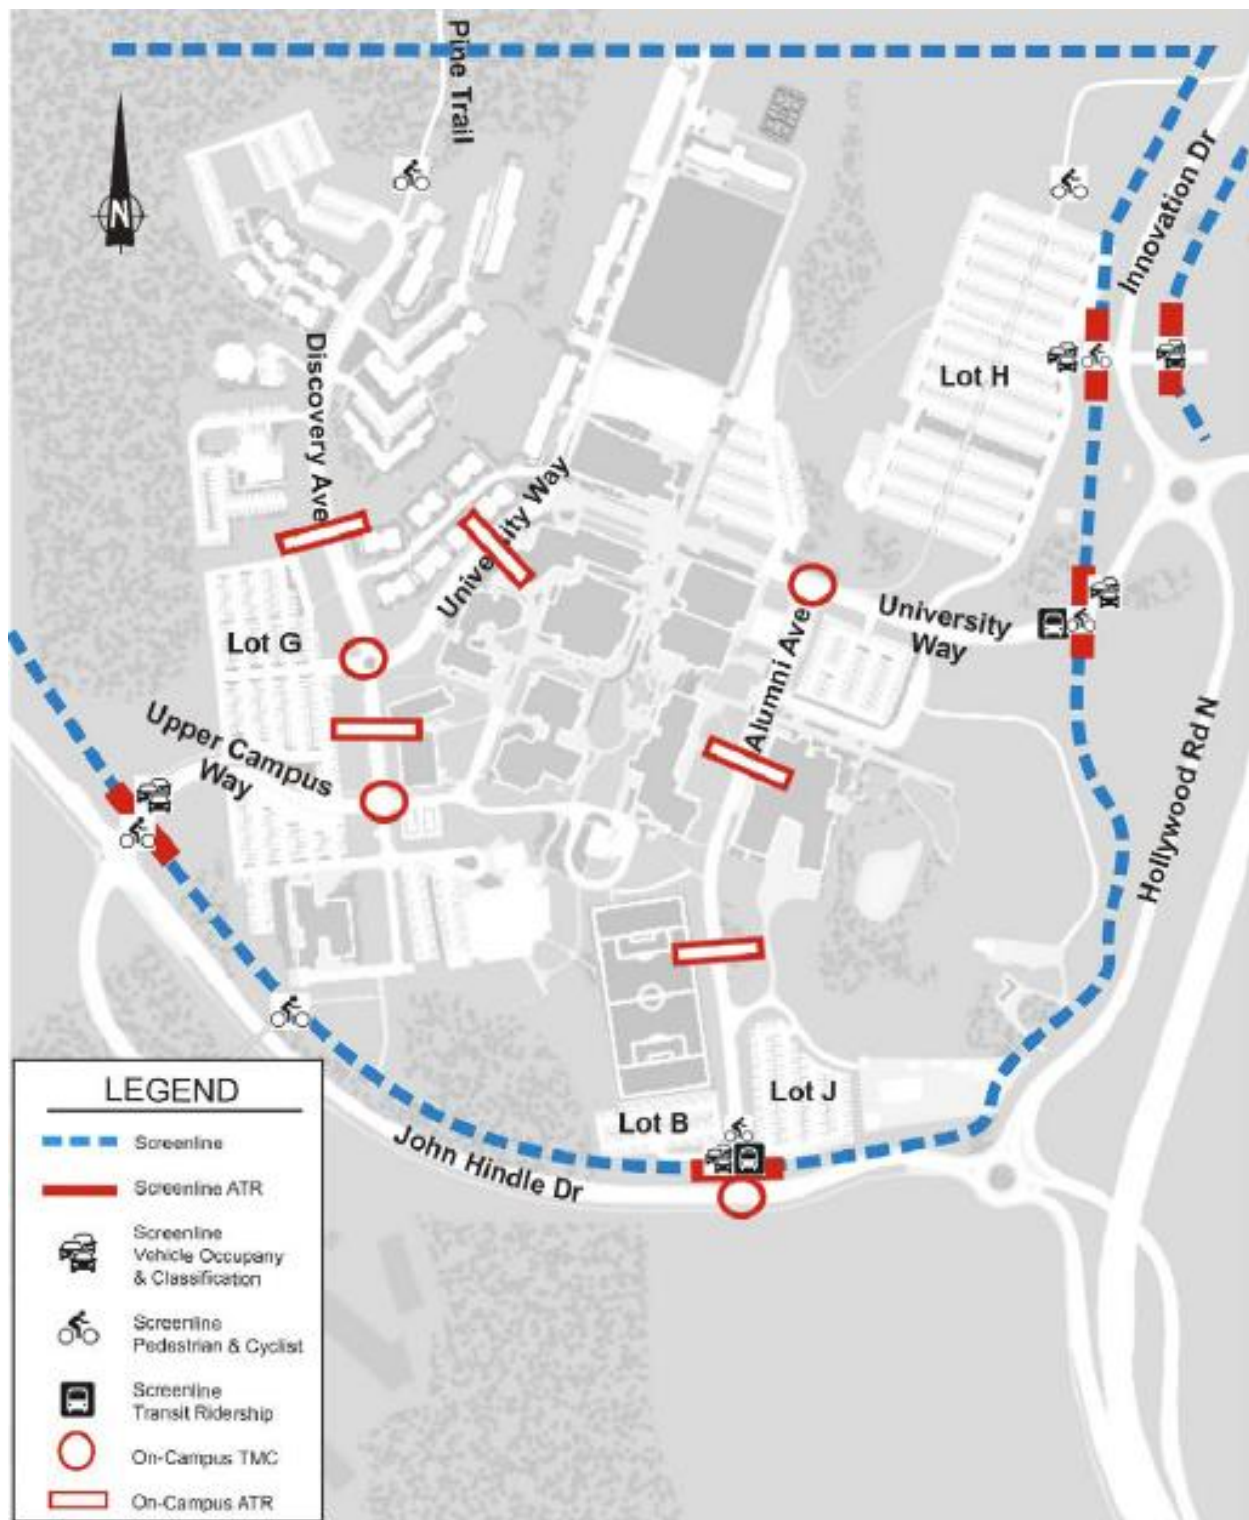 Pine Trail
N
Innovation Dr
Discovery Ave
Lot H
University Way
University
Way
Lot G
Alumni Ave
Upper Campus
Way
Hollywood Rd N
Lot J
Lot B
John Hindle Dr
LEGEND
Screenline
Screenline ATR
Screenline
Vehicle Occupany
& Classification
Screenline
Pedestrian & Cyclist
Screenline
Transit Ridership
On-Campus TMC
On-Campus ATR